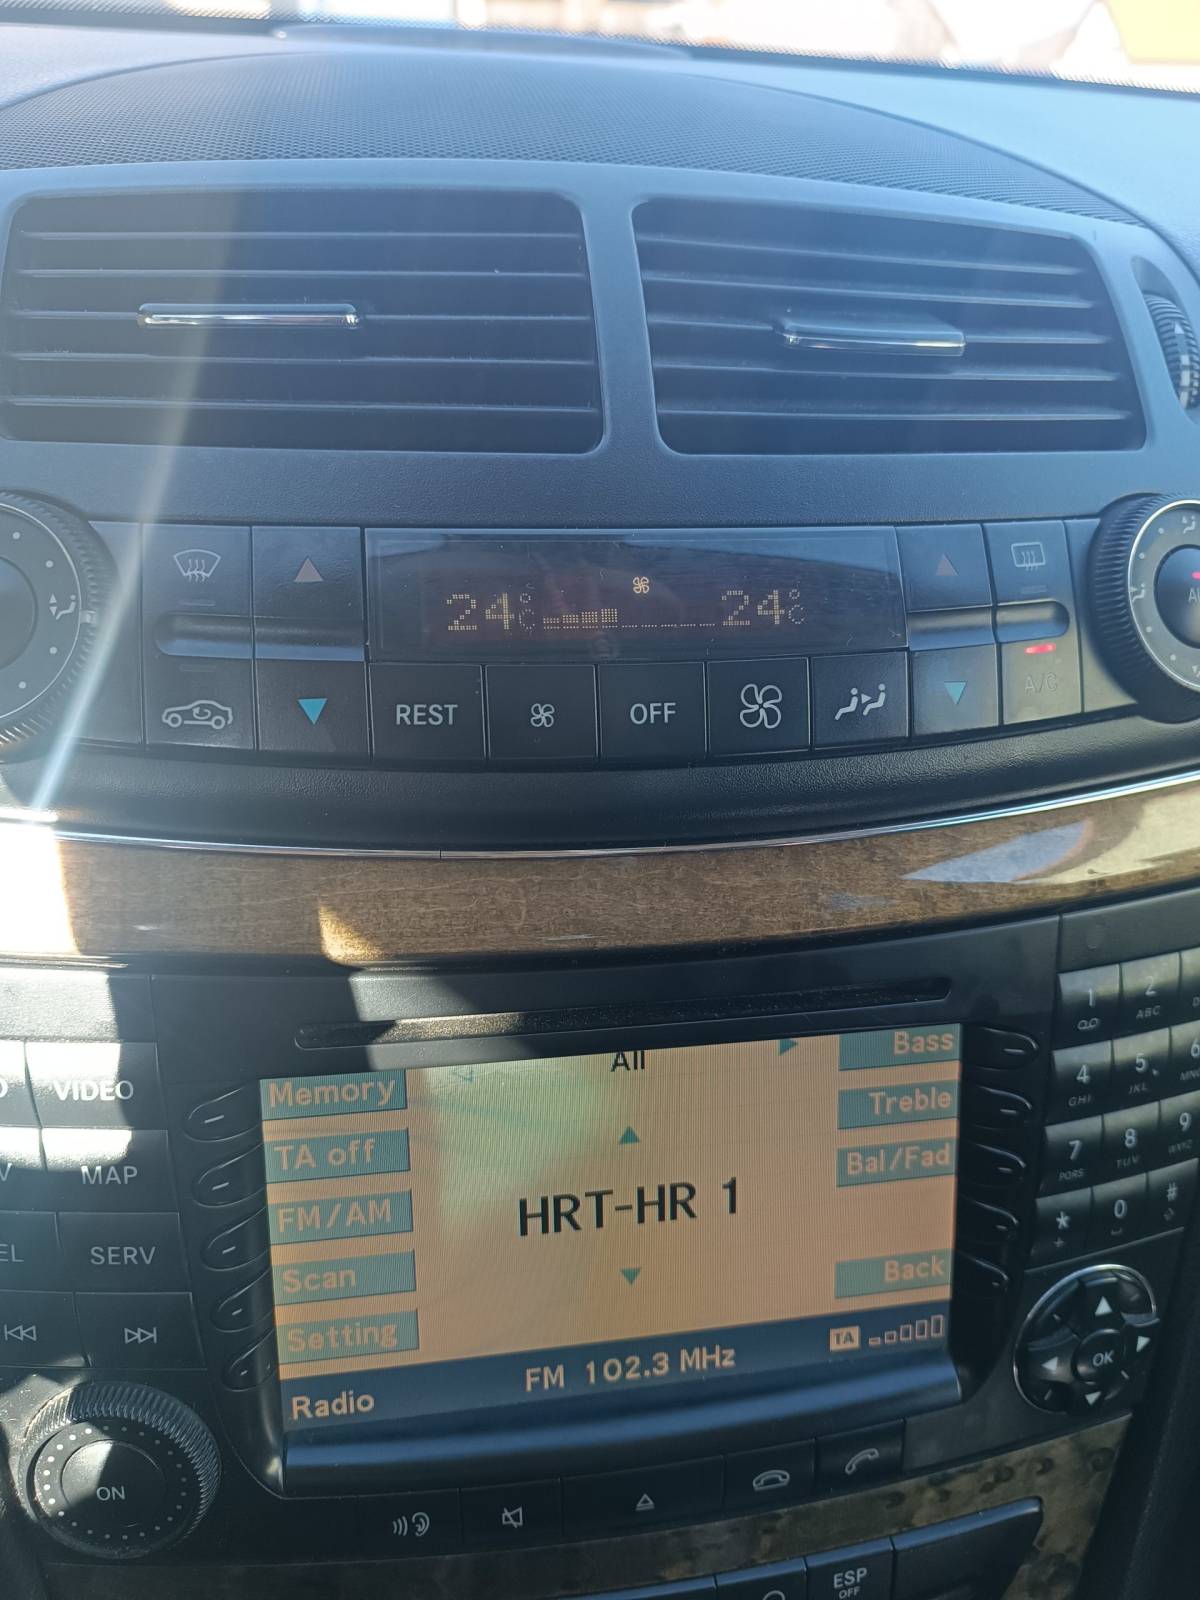 24°C 24°C
REST OFF A/C
Memory All Bass
TA off Treble
FM/AM Bal/Fad
HRT-HR 1
Scan Back
Setting
TA
FM 102.3 MHz
Radio
VIDEO
MAP
SERV
ON
1
2 ABC
4 GHI
5 JKL
6
7 PQRS
8 TUV
9 WXYZ
* +
0
#
OK
ESP
OFF